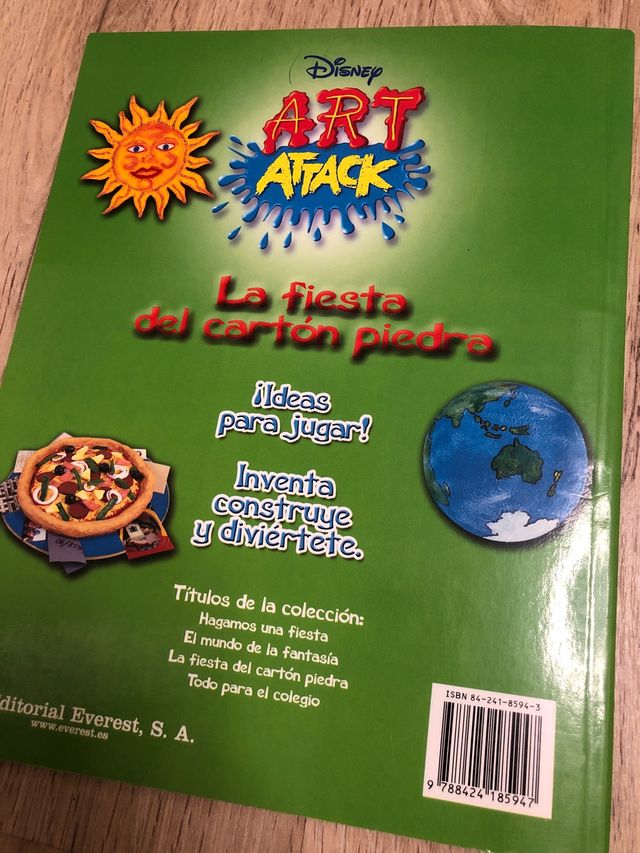 Disney
ART
ATTACK
La fiesta
del cartón piedra
¡Ideas
para jugar!
Inventa
construye
y diviértete.
Títulos de la colección:
Hagamos una fiesta
El mundo de la fantasía
La fiesta del cartón piedra
Todo para el colegio
ditorial Everest, S. A.
www.everest.es
ISBN 84-241-8594-3
9 788424 185947